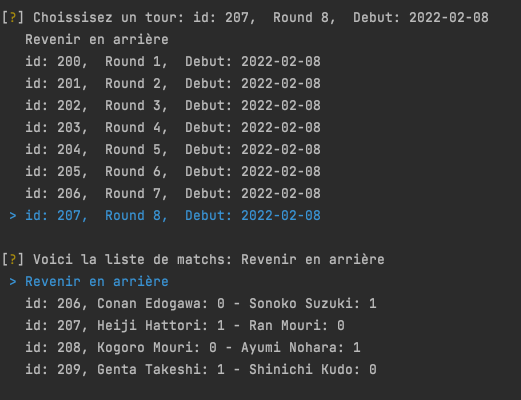 [?] Choissisez un tour: id: 207,  Round 8,  Debut: 2022-02-08
   Revenir en arrière
   id: 200,  Round 1,  Debut: 2022-02-08
   id: 201,  Round 2,  Debut: 2022-02-08
   id: 202,  Round 3,  Debut: 2022-02-08
   id: 203,  Round 4,  Debut: 2022-02-08
   id: 204,  Round 5,  Debut: 2022-02-08
   id: 205,  Round 6,  Debut: 2022-02-08
   id: 206,  Round 7,  Debut: 2022-02-08
 > id: 207,  Round 8,  Debut: 2022-02-08
[?] Voici la liste de matchs: Revenir en arrière
 > Revenir en arrière
   id: 206, Conan Edogawa: 0 - Sonoko Suzuki: 1
   id: 207, Heiji Hattori: 1 - Ran Mouri: 0
   id: 208, Kogoro Mouri: 0 - Ayumi Nohara: 1
   id: 209, Genta Takeshi: 1 - Shinichi Kudo: 0